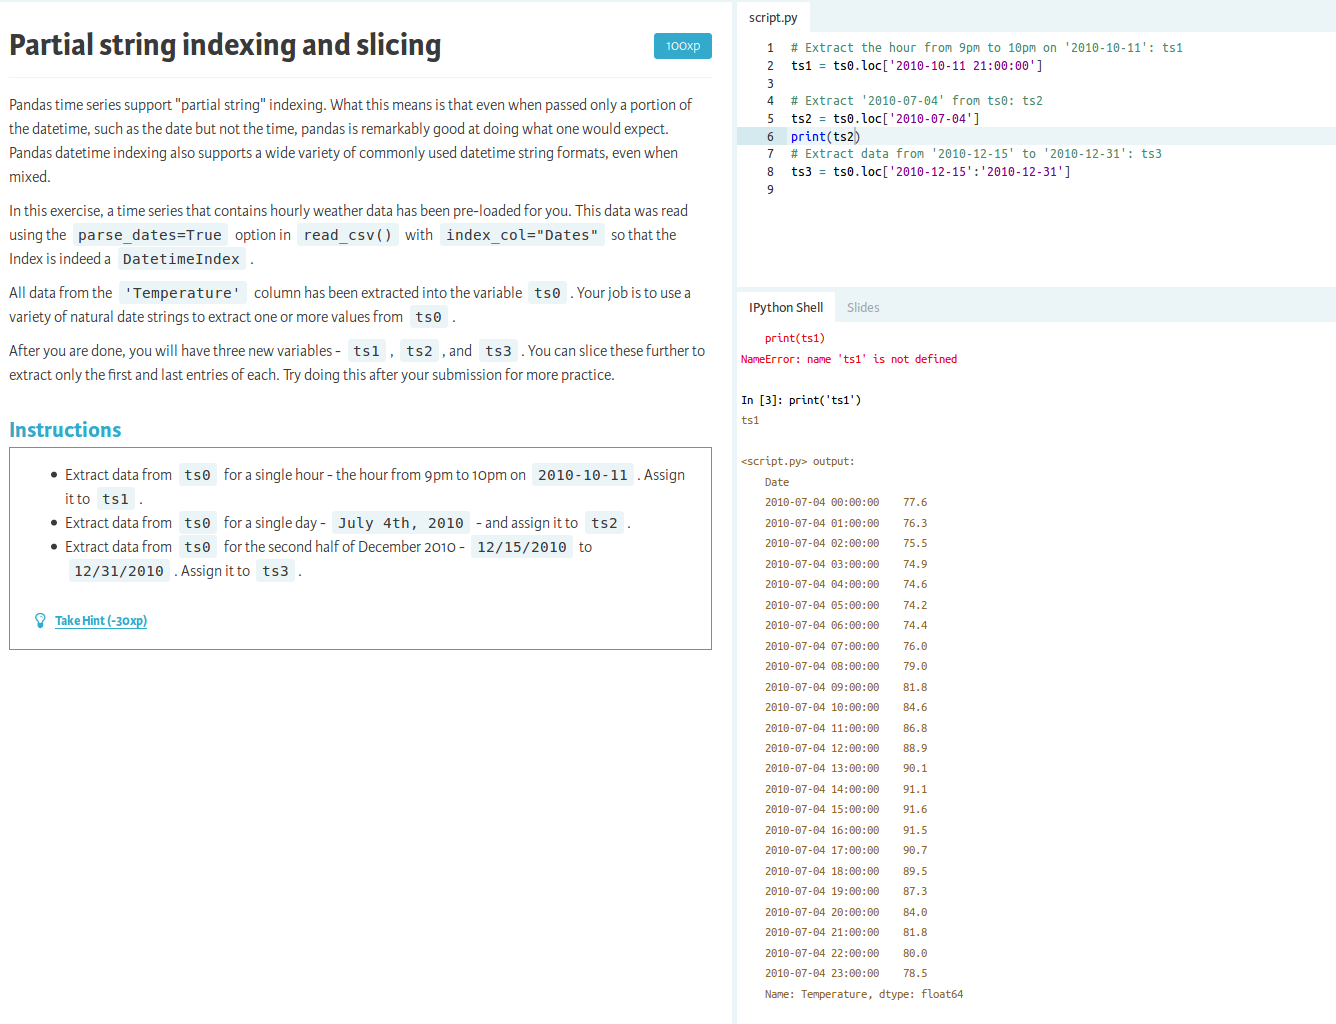 Partial string indexing and slicing
100xp
Pandas time series support "partial string" indexing. What this means is that even when passed only a portion of
the datetime, such as the date but not the time, pandas is remarkably good at doing what one would expect.
Pandas datetime indexing also supports a wide variety of commonly used datetime string formats, even when
mixed.
In this exercise, a time series that contains hourly weather data has been pre-loaded for you. This data was read
using the parse_dates=True option in read_csv() with index_col="Dates" so that the
Index is indeed a DatetimeIndex .
All data from the 'Temperature' column has been extracted into the variable ts0 . Your job is to use a
variety of natural date strings to extract one or more values from ts0 .
After you are done, you will have three new variables - ts1 , ts2 , and ts3 . You can slice these further to
extract only the first and last entries of each. Try doing this after your submission for more practice.
Instructions
• Extract data from ts0 for a single hour - the hour from 9pm to 10pm on 2010-10-11 . Assign
it to ts1 .
• Extract data from ts0 for a single day - July 4th, 2010 - and assign it to ts2 .
• Extract data from ts0 for the second half of December 2010 - 12/15/2010 to
12/31/2010 . Assign it to ts3 .
Take Hint (-30xp)
script.py
1 # Extract the hour from 9pm to 10pm on '2010-10-11': ts1
2 ts1 = ts0.loc['2010-10-11 21:00:00']
3
4 # Extract '2010-07-04' from ts0: ts2
5 ts2 = ts0.loc['2010-07-04']
6 print(ts2)
7 # Extract data from '2010-12-15' to '2010-12-31': ts3
8 ts3 = ts0.loc['2010-12-15':'2010-12-31']
9
IPython Shell Slides
print(ts1)
NameError: name 'ts1' is not defined
In [3]: print('ts1')
ts1
<script.py> output:
Date
2010-07-04 00:00:00 77.6
2010-07-04 01:00:00 76.3
2010-07-04 02:00:00 75.5
2010-07-04 03:00:00 74.9
2010-07-04 04:00:00 74.6
2010-07-04 05:00:00 74.2
2010-07-04 06:00:00 74.4
2010-07-04 07:00:00 76.0
2010-07-04 08:00:00 79.0
2010-07-04 09:00:00 81.8
2010-07-04 10:00:00 84.6
2010-07-04 11:00:00 86.8
2010-07-04 12:00:00 88.9
2010-07-04 13:00:00 90.1
2010-07-04 14:00:00 91.1
2010-07-04 15:00:00 91.6
2010-07-04 16:00:00 91.5
2010-07-04 17:00:00 90.7
2010-07-04 18:00:00 89.5
2010-07-04 19:00:00 87.3
2010-07-04 20:00:00 84.0
2010-07-04 21:00:00 81.8
2010-07-04 22:00:00 80.0
2010-07-04 23:00:00 78.5
Name: Temperature, dtype: float64